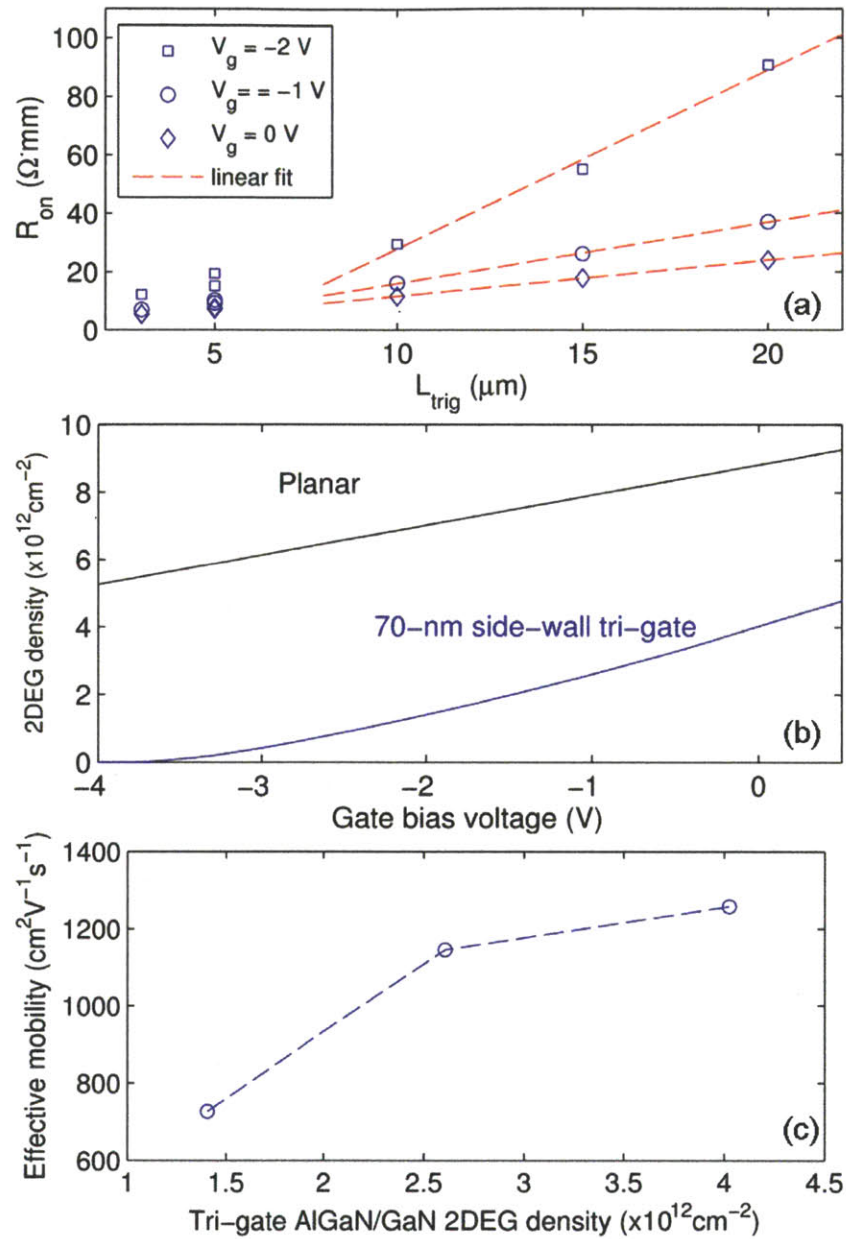 100
80
60
40
20
0
R_on (Ω·mm)
V_g = −2 V
V_g = = −1 V
V_g = 0 V
linear fit
(a)
5 10 15 20
L_trig (μm)
10
8
6
4
2
0
2DEG density (x10^12cm^−2)
Planar
70−nm side−wall tri−gate
(b)
−4 −3 −2 −1 0
Gate bias voltage (V)
1400
1200
1000
800
600
Effective mobility (cm^2V^−1s^−1)
(c)
1 1.5 2 2.5 3 3.5 4 4.5
Tri−gate AlGaN/GaN 2DEG density (x10^12cm^−2)